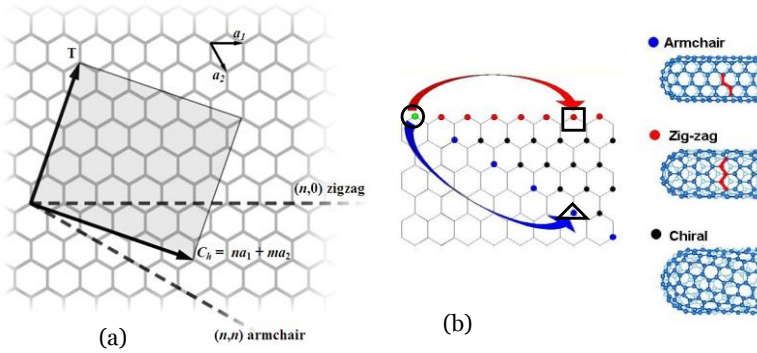 a1
a2
T
(n,0) zigzag
Ch = na1 + ma2
(n,n) armchair
(a)
(b)
Armchair
Zig-zag
Chiral